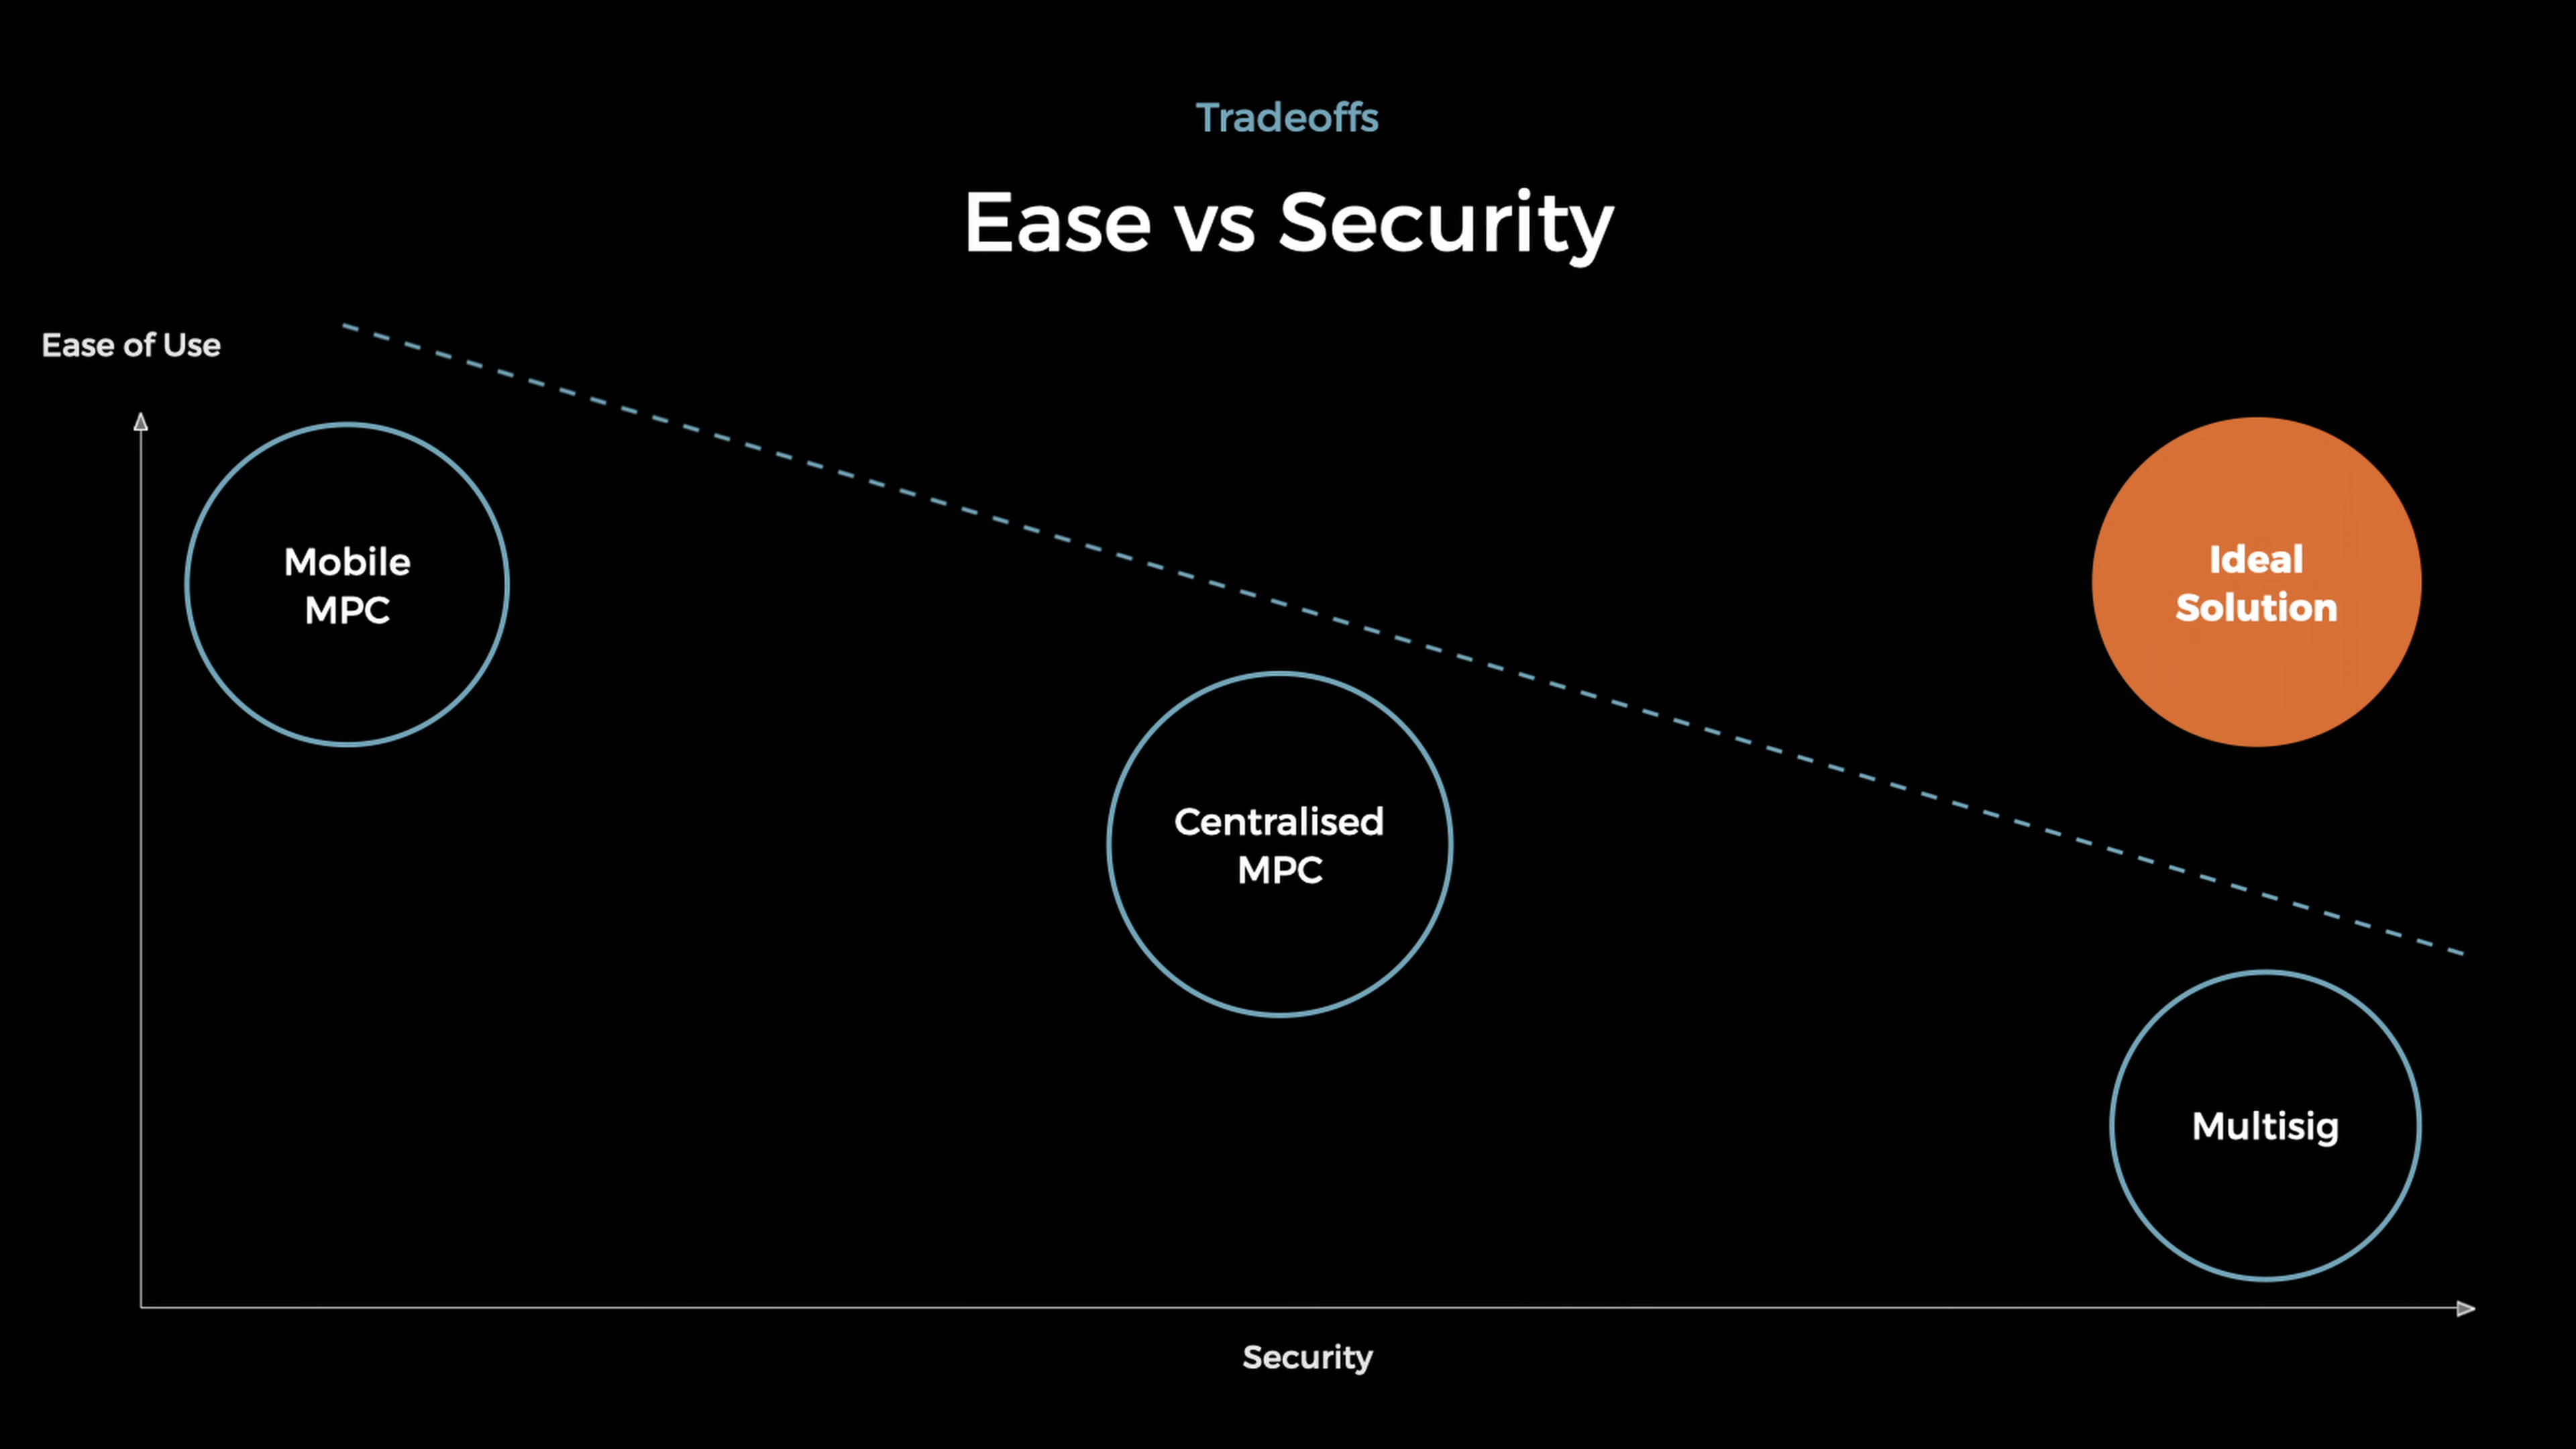 Tradeoffs
Ease vs Security
Ease of Use
Mobile
MPC
Ideal
Solution
Centralised
MPC
Multisig
Security